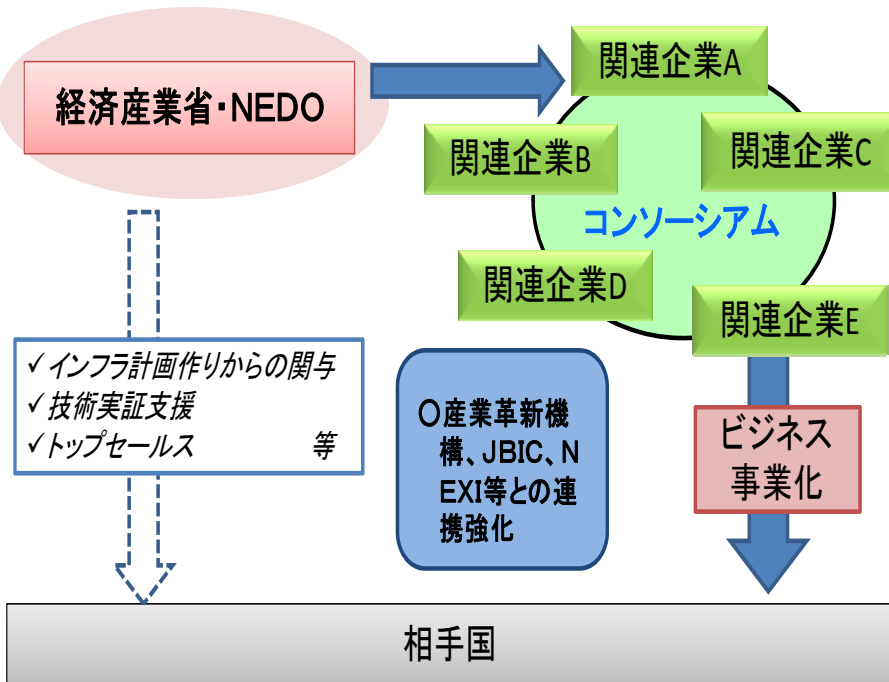 経済産業省・NEDO
関連企業A
関連企業B
関連企業C
コンソーシアム
関連企業D
関連企業E
✓インフラ計画作りからの関与
✓技術実証支援
✓トップセールス 等
○産業革新機
構、JBIC、N
EXI等との連
携強化
ビジネス
事業化
相手国